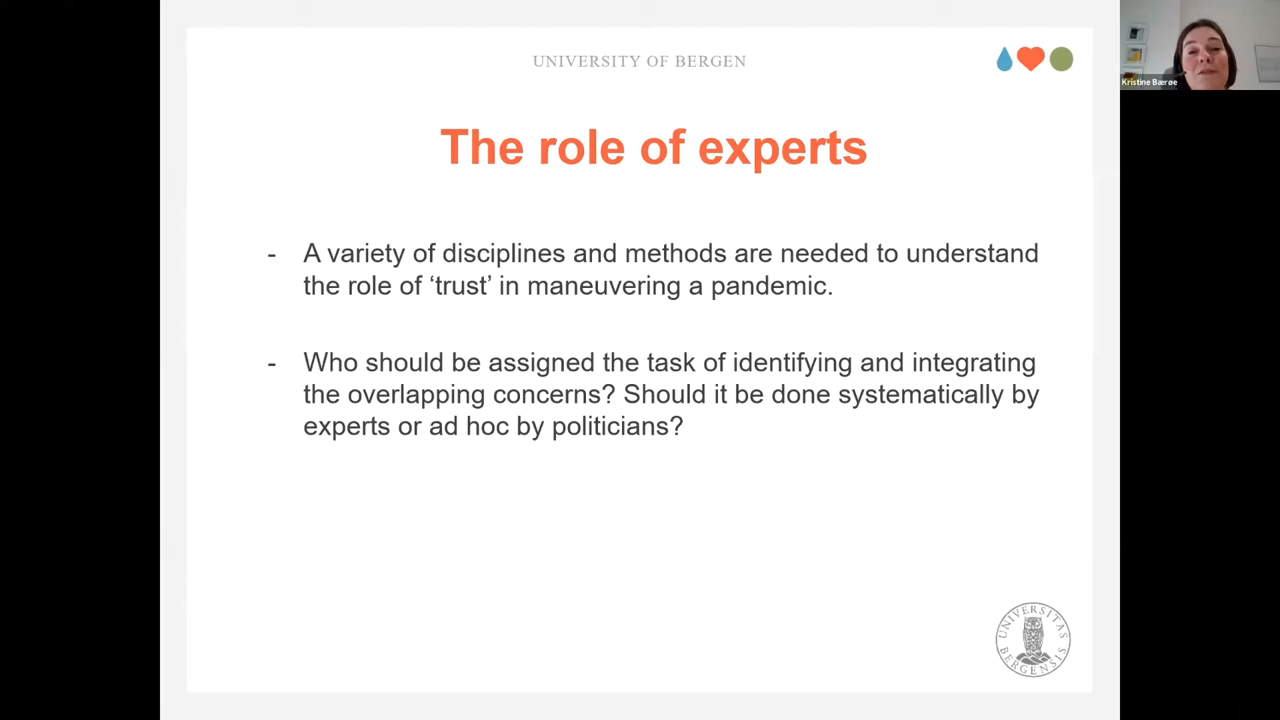 UNIVERSITY OF BERGEN
Kristine Bærøe
The role of experts
- A variety of disciplines and methods are needed to understand
the role of ‘trust’ in maneuvering a pandemic.
- Who should be assigned the task of identifying and integrating
the overlapping concerns? Should it be done systematically by
experts or ad hoc by politicians?
UNIVERSITAS
BERGENSIS